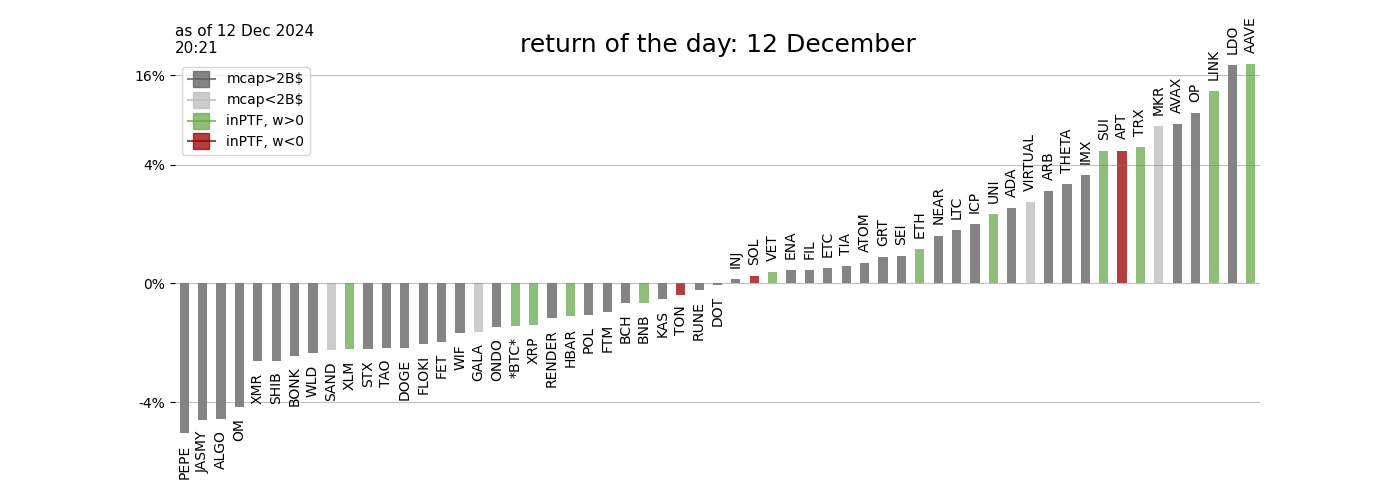 as of 12 Dec 2024
20:21
return of the day: 12 December
mcap>2B$
mcap<2B$
inPTF, w>0
inPTF, w<0
16%
4%
0%
-4%
PEPE
JASMY
ALGO
OM
XMR
SHIB
BONK
WLD
SAND
XLM
STX
TAO
DOGE
FLOKI
FET
WIF
GALA
ONDO
*BTC*
XRP
RENDER
HBAR
POL
FTM
BCH
BNB
KAS
TON
RUNE
DOT
INJ
SOL
VET
ENA
FIL
ETC
TIA
ATOM
GRT
SEI
ETH
NEAR
LTC
ICP
UNI
ADA
VIRTUAL
ARB
THETA
IMX
SUI
APT
TRX
MKR
AVAX
OP
LINK
LDO
AAVE